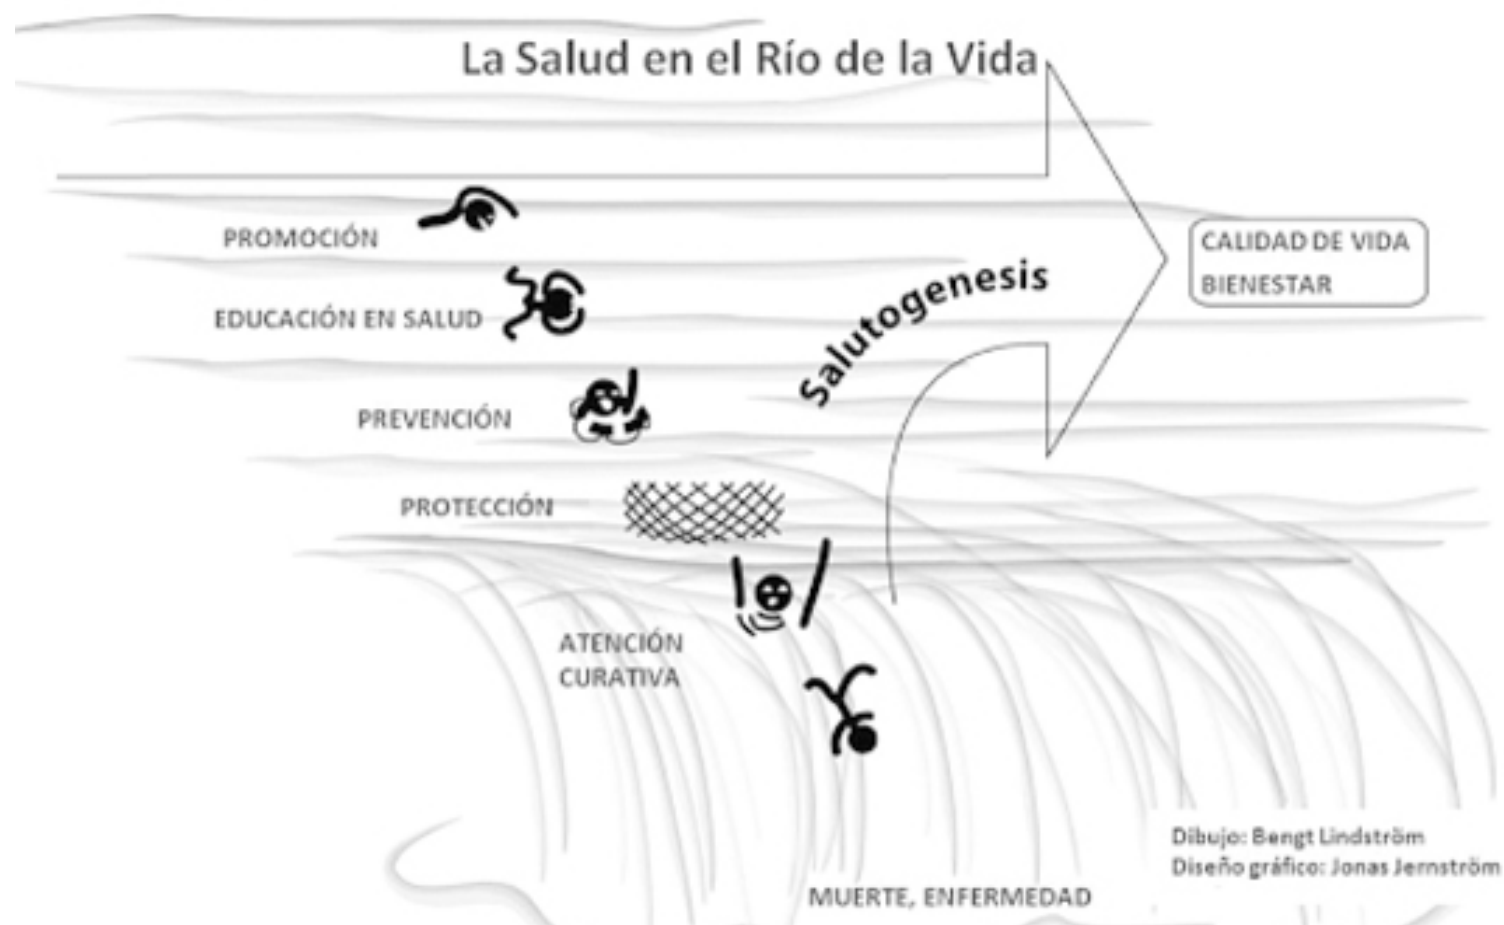 La Salud en el Río de la Vida
PROMOCIÓN
CALIDAD DE VIDA
BIENESTAR
Salutogenesis
EDUCACIÓN EN SALUD
PREVENCIÓN
PROTECCIÓN
ATENCIÓN
CURATIVA
Dibujo: Bengt Lindström
Diseño gráfico: Jonas Jernström
MUERTE, ENFERMEDAD